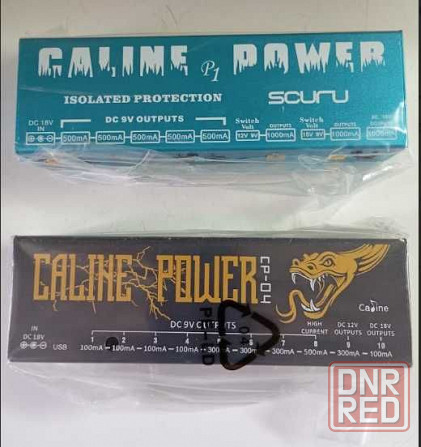 CALINE P1 POWER
ISOLATED PROTECTION SCURU
DC 18V IN
DC 9V OUTPUTS
500mA 500mA 500mA 500mA 500mA
Switch Volt
12V 9V
OUTPUTS
1000mA
Switch Volt
18V 9V
OUTPUTS
1000mA
CALINE POWER CP-04
Caline
IN
DC 18V
USB
DC 9V OUTPUTS
HIGH CURRENT
DC 12V OUTPUTS
DC 18V OUTPUTS
1 2 3 4 5 6 7 8 9 10
100mA 100mA 100mA 100mA 300mA 300mA 500mA 300mA 100mA
PP-
DNR
RED